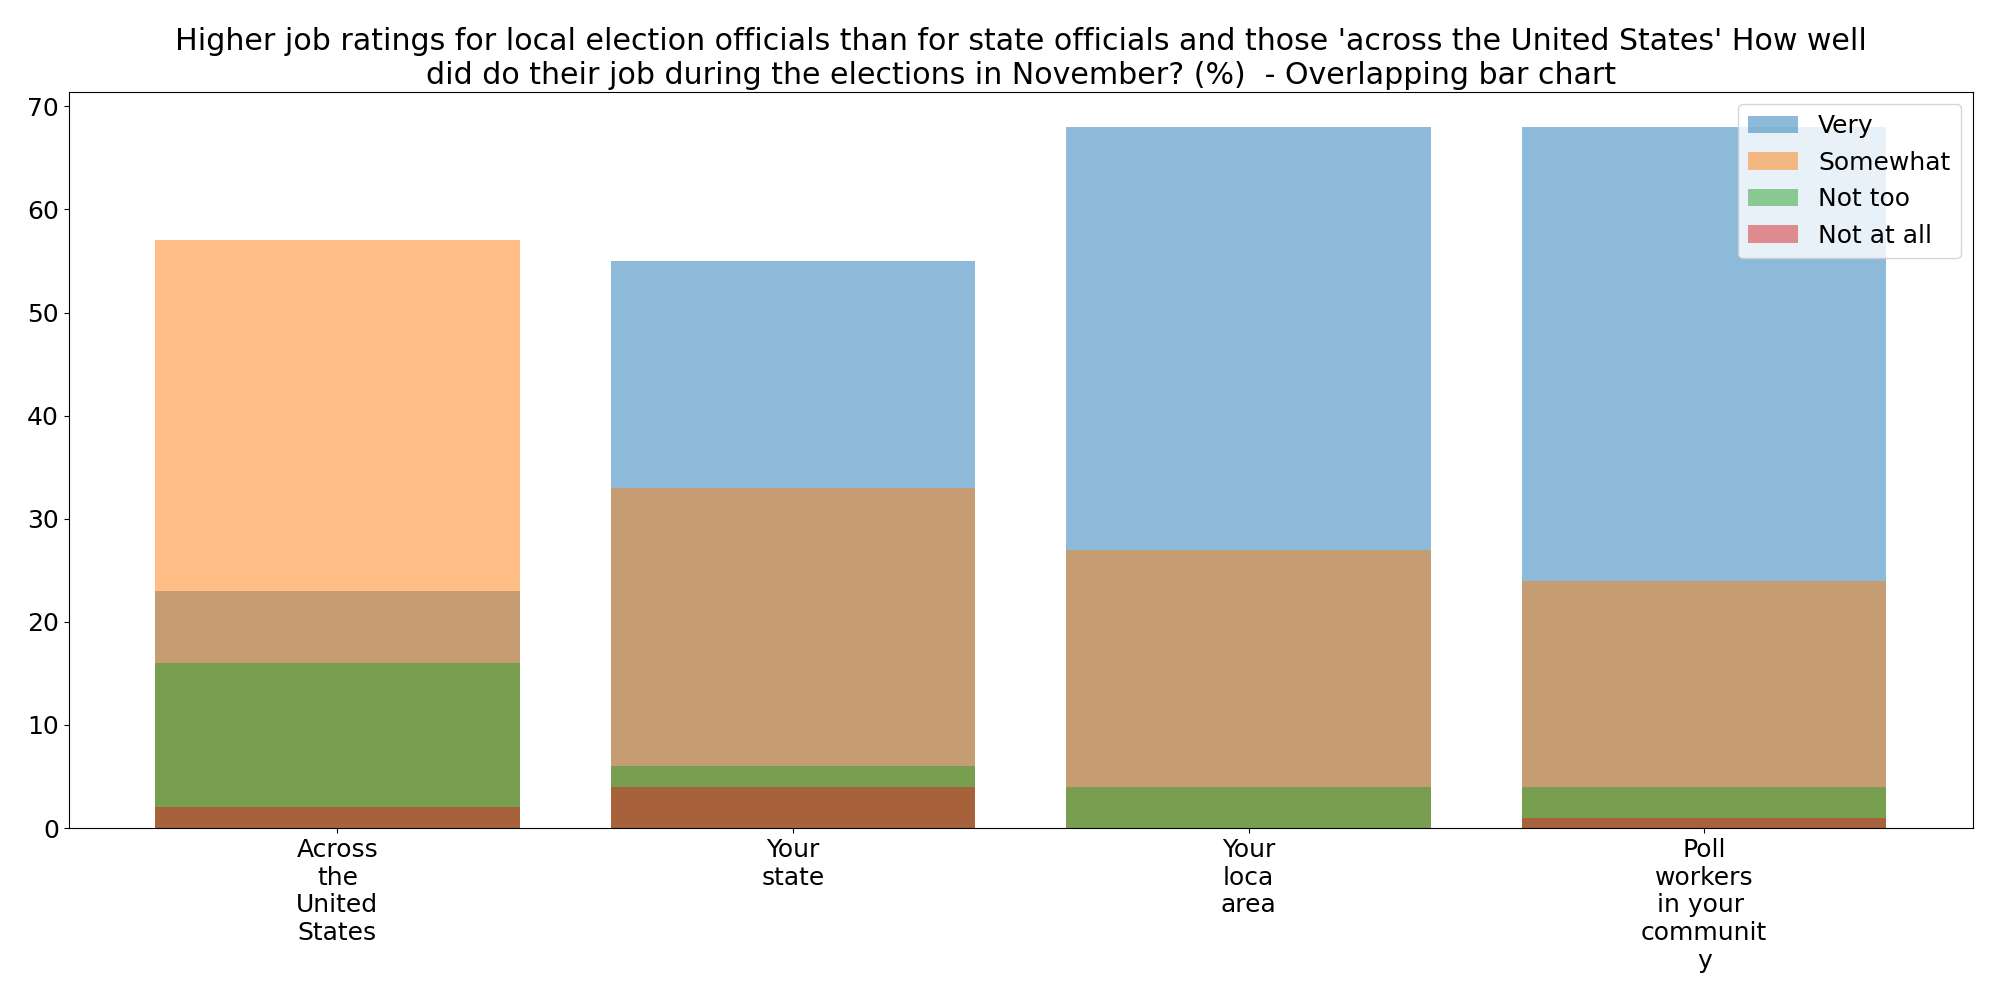 Higher job ratings for local election officials than for state officials and those 'across the United States' How well
did do their job during the elections in November? (%)  - Overlapping bar chart
70
60
50
40
30
20
10
0
Very
Somewhat
Not too
Not at all
Across
the
United
States
Your
state
Your
loca
area
Poll
workers
in your
communit
y